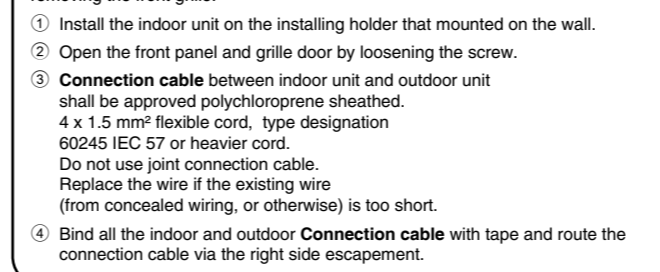 ① Install the indoor unit on the installing holder that mounted on the wall.
② Open the front panel and grille door by loosening the screw.
③ Connection cable between indoor unit and outdoor unit
shall be approved polychloroprene sheathed.
4 x 1.5 mm² flexible cord, type designation
60245 IEC 57 or heavier cord.
Do not use joint connection cable.
Replace the wire if the existing wire
(from concealed wiring, or otherwise) is too short.
④ Bind all the indoor and outdoor Connection cable with tape and route the
connection cable via the right side escapement.